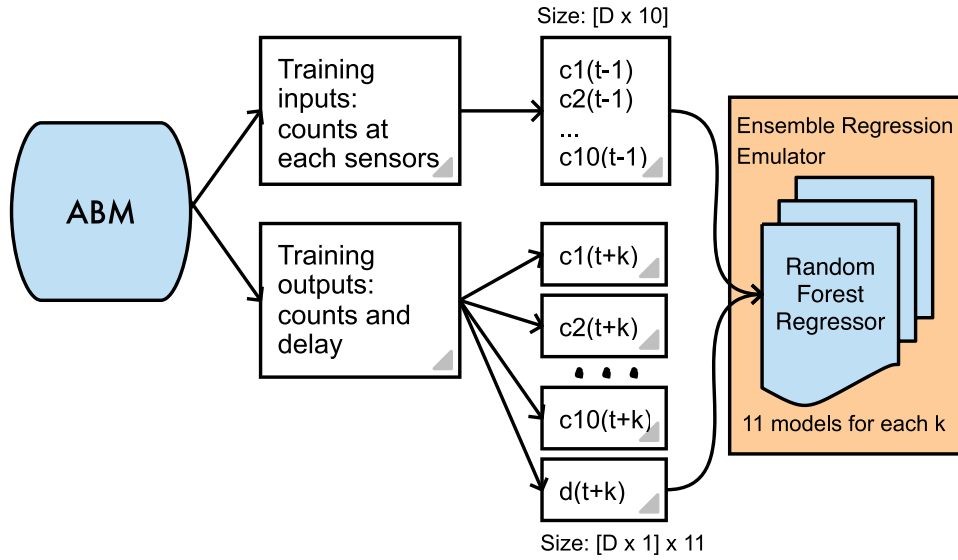 ABM
Training
inputs:
counts at
each sensors
Training
outputs:
counts and
delay
Size: [D x 10]
c1(t-1)
c2(t-1)
...
c10(t-1)
c1(t+k)
c2(t+k)
c10(t+k)
d(t+k)
Size: [D x 1] x 11
Ensemble Regression
Emulator
Random
Forest
Regressor
11 models for each k